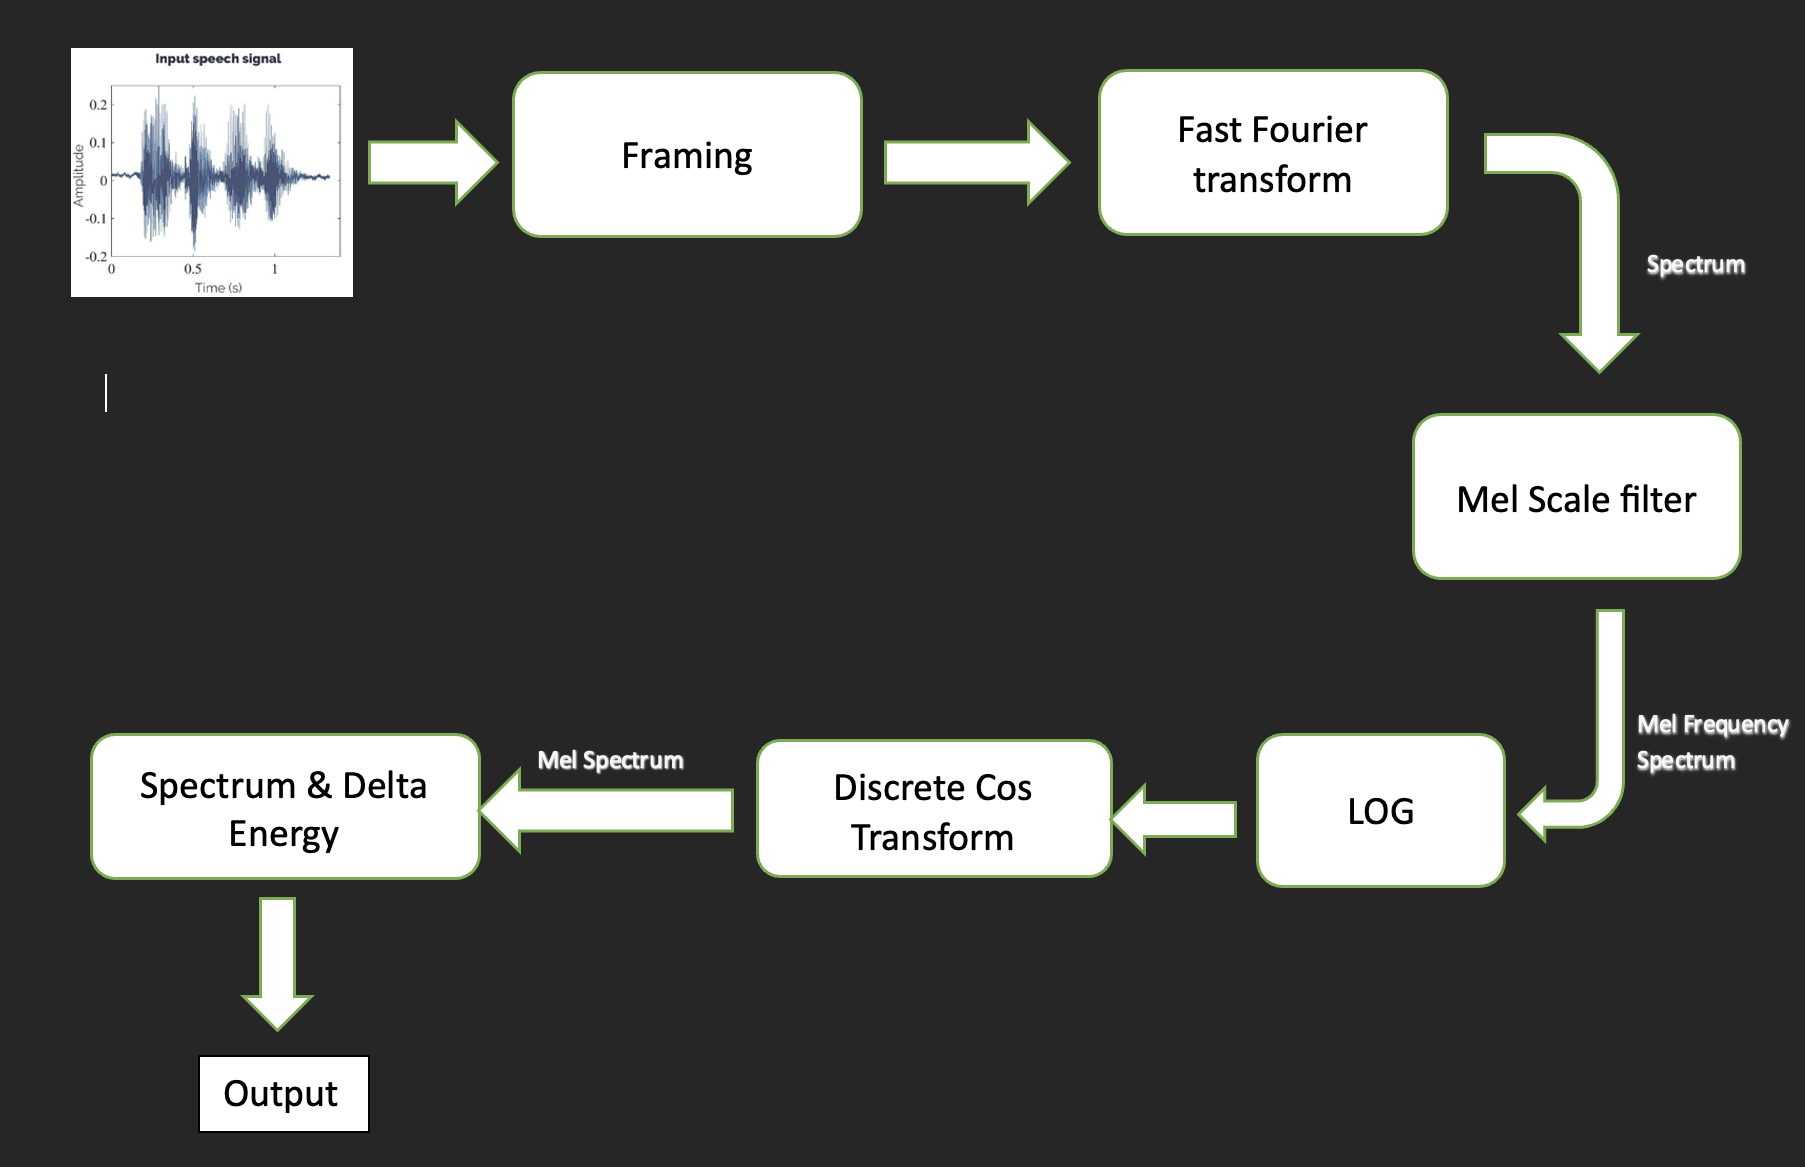 Input speech signal
0.2
0.1
0
-0.1
-0.2
Amplitude
0 0.5 1
Time (s)
Framing
Fast Fourier
transform
Spectrum
Mel Scale filter
Mel Frequency
Spectrum
LOG
Discrete Cos
Transform
Mel Spectrum
Spectrum & Delta
Energy
Output